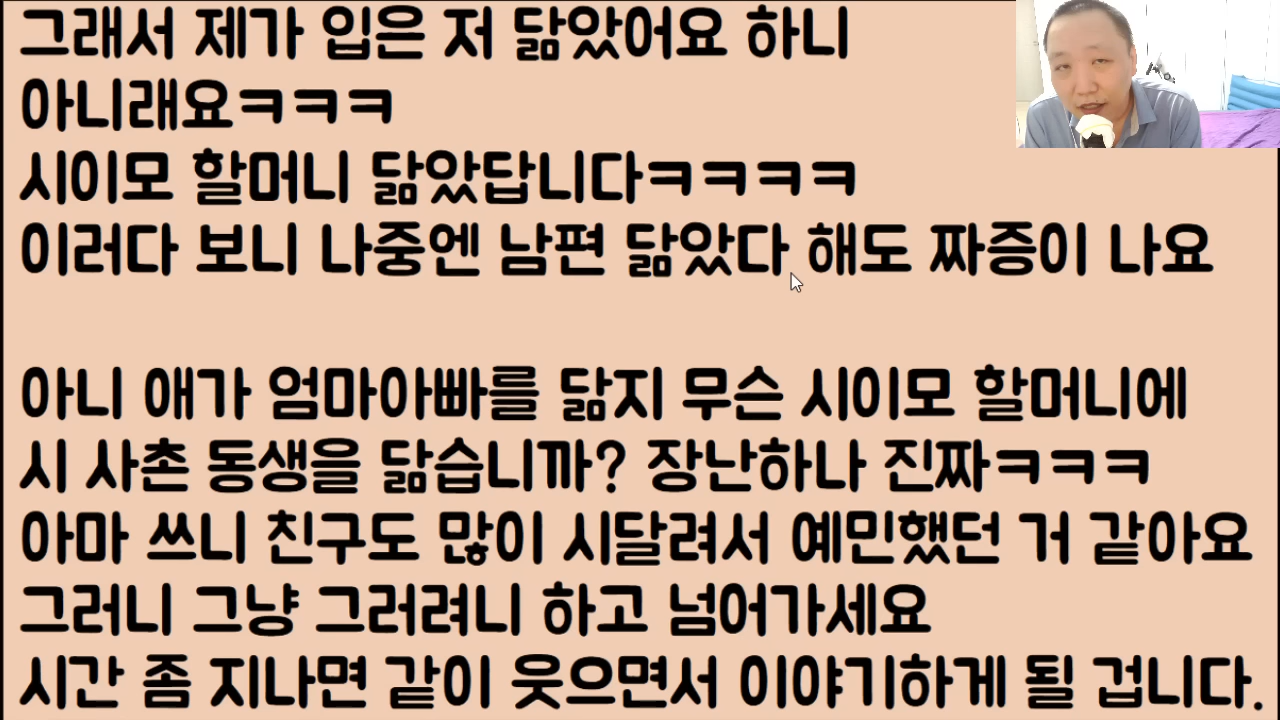 그래서 제가 입은 저 닮았어요 하니
아니래요ㅋㅋㅋ
시이모 할머니 닮았답니다ㅋㅋㅋㅋ
이러다 보니 나중엔 남편 닮았다 해도 짜증이 나요
아니 애가 엄마아빠를 닮지 무슨 시이모 할머니에
시 사촌 동생을 닮습니까? 장난하나 진짜ㅋㅋㅋ
아마 쓰니 친구도 많이 시달려서 예민했던 거 같아요
그러니 그냥 그러려니 하고 넘어가세요
시간 좀 지나면 같이 웃으면서 이야기하게 될 겁니다.